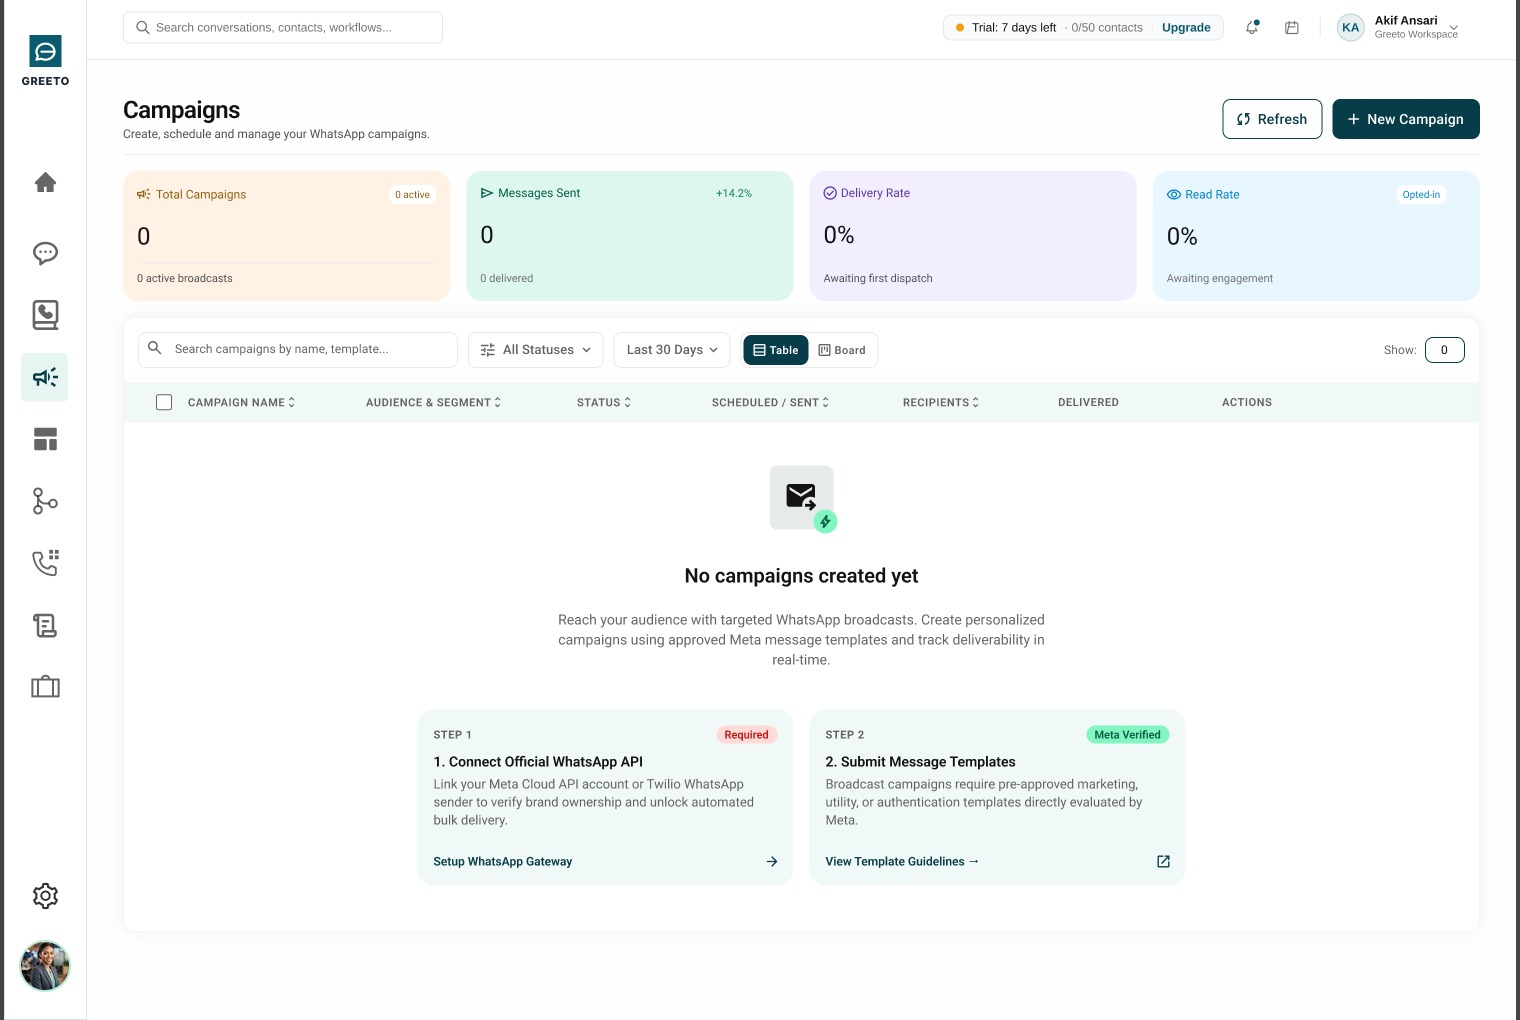 GREETO
Search conversations, contacts, workflows...
Trial: 7 days left · 0/50 contacts Upgrade
KA
Akif Ansari
Greeto Workspace
Campaigns
Create, schedule and manage your WhatsApp campaigns.
Refresh
+ New Campaign
Total Campaigns 0 active
0
0 active broadcasts
Messages Sent +14.2%
0
0 delivered
Delivery Rate
0%
Awaiting first dispatch
Read Rate Opted-in
0%
Awaiting engagement
Search campaigns by name, template...
All Statuses
Last 30 Days
Table
Board
Show: 0
CAMPAIGN NAME AUDIENCE & SEGMENT STATUS SCHEDULED / SENT RECIPIENTS DELIVERED ACTIONS
No campaigns created yet
Reach your audience with targeted WhatsApp broadcasts. Create personalized
campaigns using approved Meta message templates and track deliverability in
real-time.
STEP 1 Required
1. Connect Official WhatsApp API
Link your Meta Cloud API account or Twilio WhatsApp
sender to verify brand ownership and unlock automated
bulk delivery.
Setup WhatsApp Gateway →
STEP 2 Meta Verified
2. Submit Message Templates
Broadcast campaigns require pre-approved marketing,
utility, or authentication templates directly evaluated by
Meta.
View Template Guidelines →